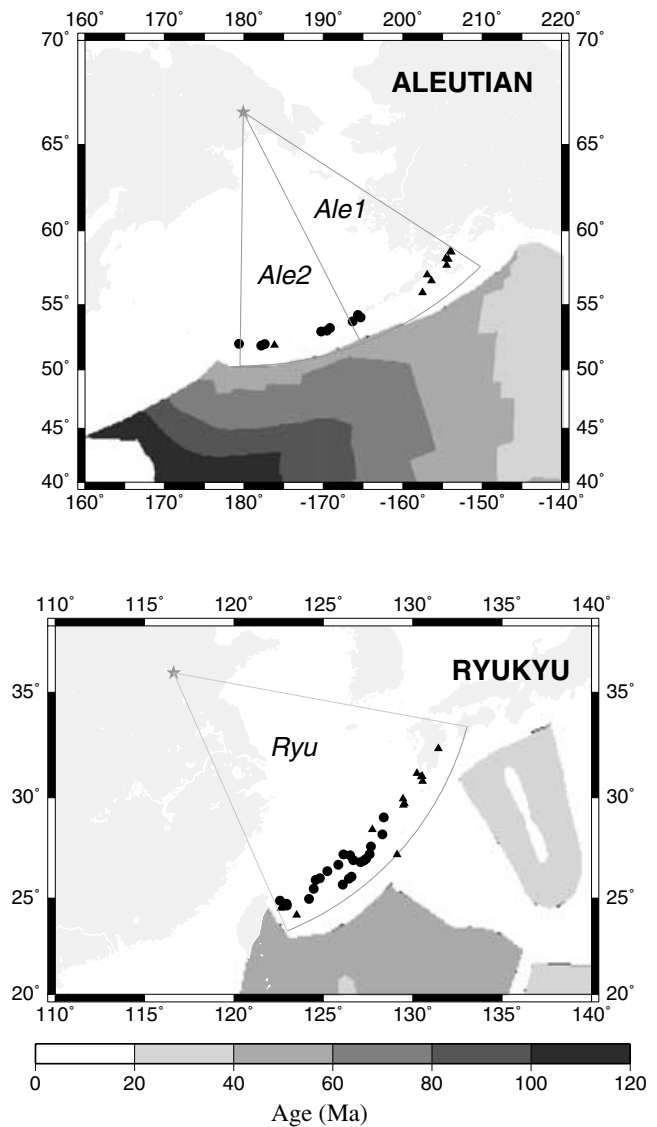 160˚ 170˚ 180˚ 190˚ 200˚ 210˚ 220˚
70˚ 70˚
ALEUTIAN
65˚ 65˚
Ale1
60˚ 60˚
Ale2
55˚ 55˚
50˚ 50˚
45˚ 45˚
40˚ 40˚
160˚ 170˚ 180˚ -170˚ -160˚ -150˚ -140˚
110˚ 115˚ 120˚ 125˚ 130˚ 135˚ 140˚
RYUKYU
35˚ 35˚
Ryu
30˚ 30˚
25˚ 25˚
20˚ 20˚
110˚ 115˚ 120˚ 125˚ 130˚ 135˚ 140˚
0 20 40 60 80 100 120
Age (Ma)